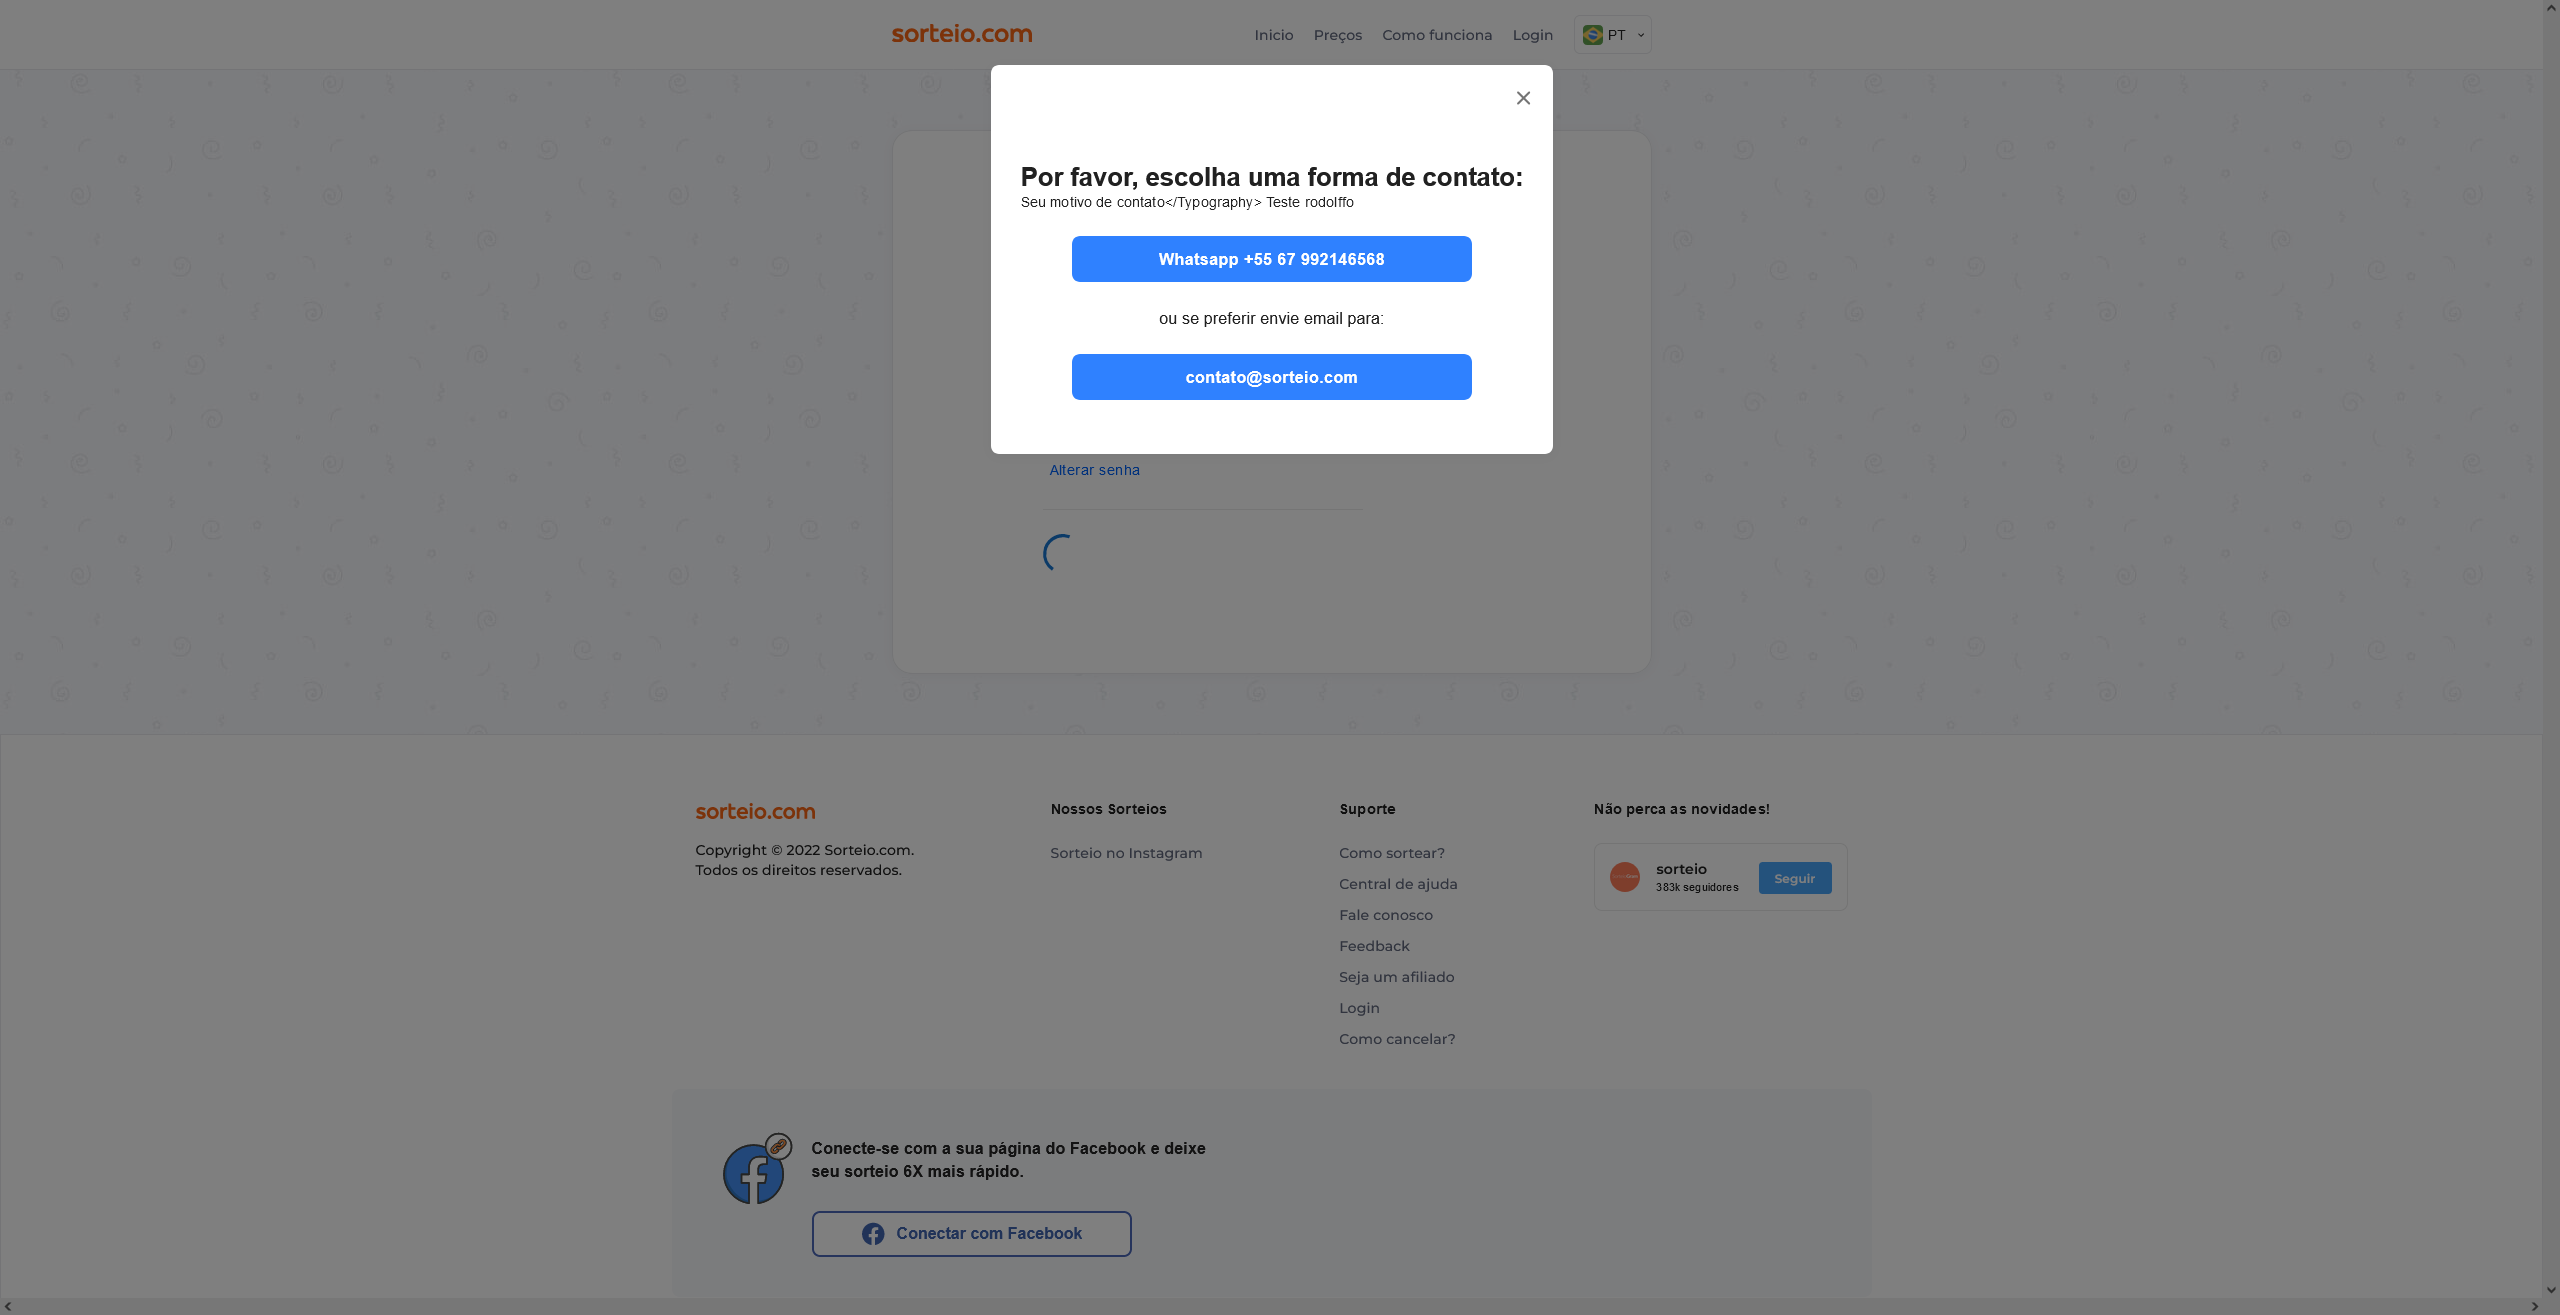 sorteio.com
Inicio Preços Como funciona Login PT
Por favor, escolha uma forma de contato:
Seu motivo de contato</Typography> Teste rodolffo
Whatsapp +55 67 992146568
ou se preferir envie email para:
contato@sorteio.com
Alterar senha
sorteio.com
Copyright © 2022 Sorteio.com.
Todos os direitos reservados.
Nossos Sorteios
Sorteio no Instagram
Suporte
Como sortear?
Central de ajuda
Fale conosco
Feedback
Seja um afiliado
Login
Como cancelar?
Não perca as novidades!
sorteio
383k seguidores
Seguir
Conecte-se com a sua página do Facebook e deixe
seu sorteio 6X mais rápido.
Conectar com Facebook